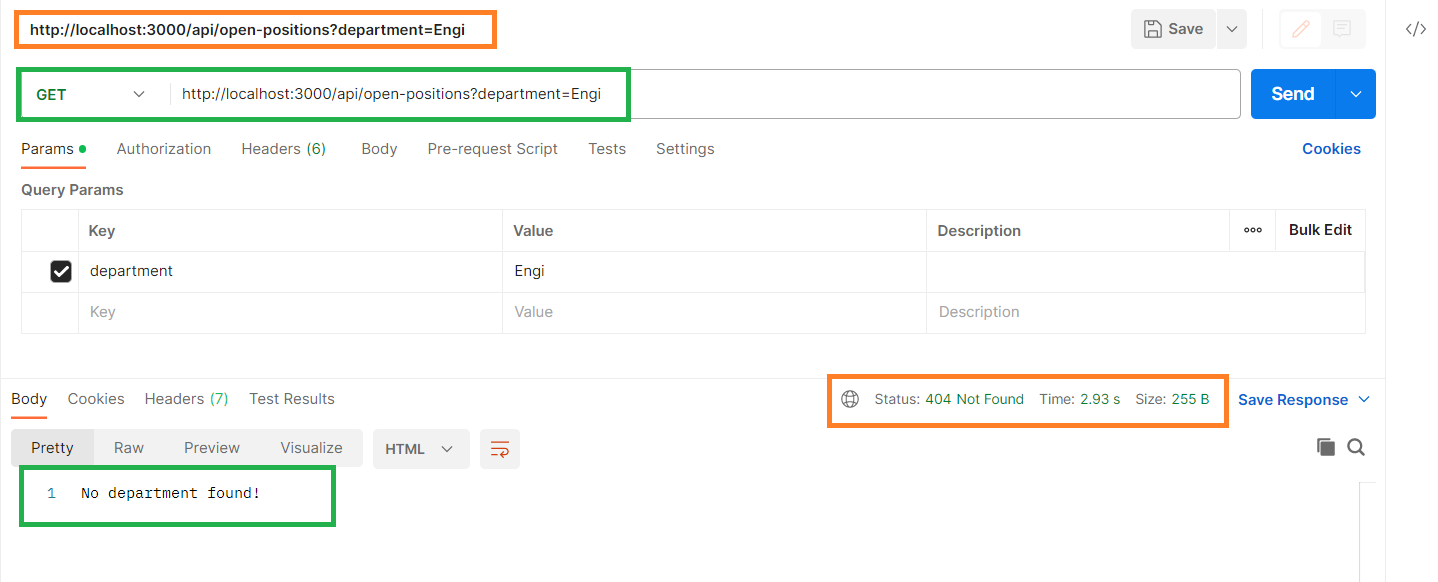 http://localhost:3000/api/open-positions?department=Engi
Save
</>
GET http://localhost:3000/api/open-positions?department=Engi
Send
Params Authorization Headers (6) Body Pre-request Script Tests Settings Cookies
Query Params
Key Value Description ooo Bulk Edit
department Engi
Key Value Description
Body Cookies Headers (7) Test Results Status: 404 Not Found Time: 2.93 s Size: 255 B Save Response
Pretty Raw Preview Visualize HTML
1 No department found!